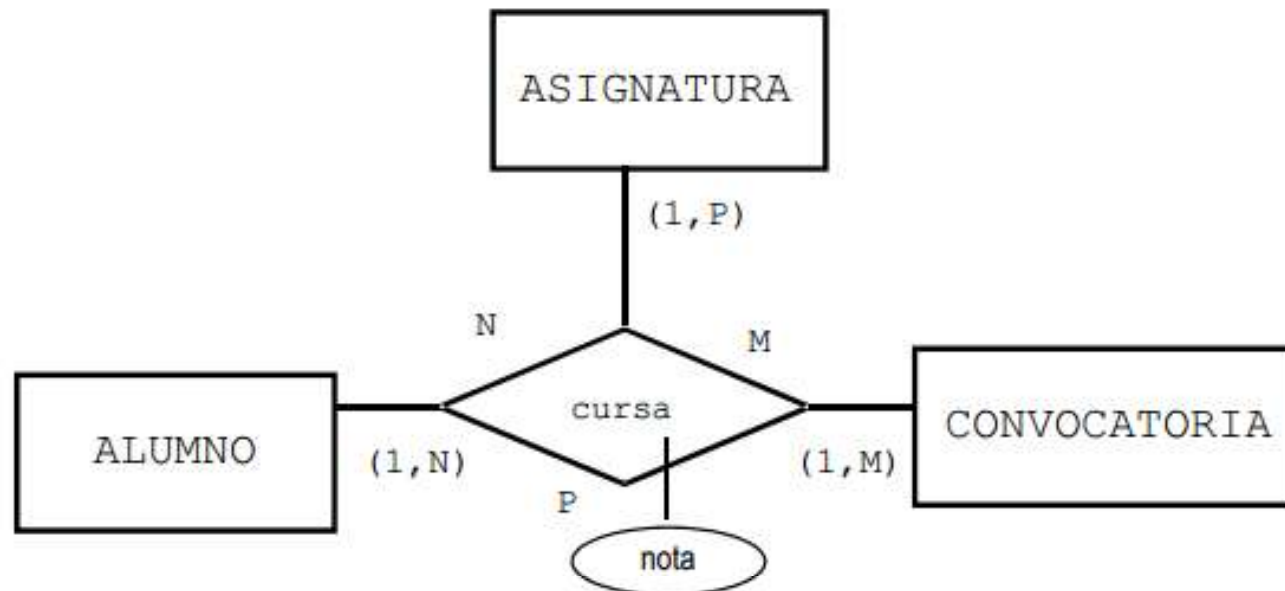 ASIGNATURA
(1,P)
N
M
ALUMNO
cursa
CONVOCATORIA
(1,N)
(1,M)
P
nota